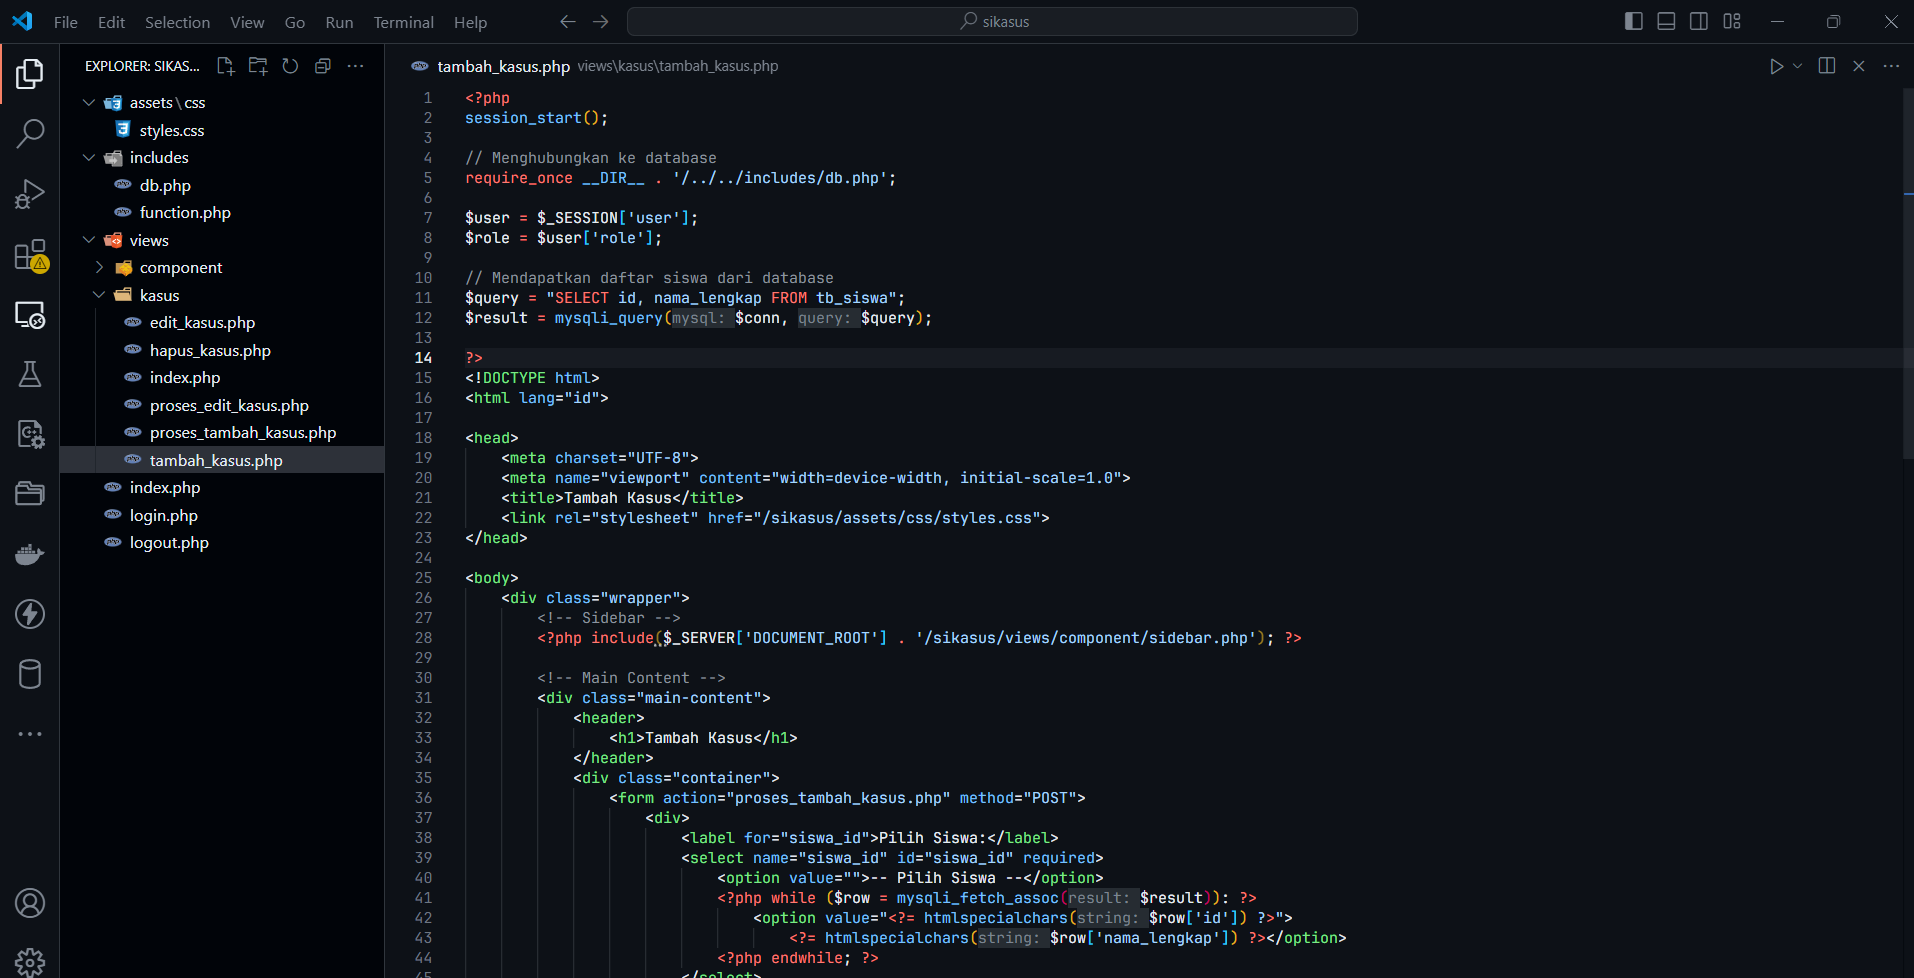 File Edit Selection View Go Run Terminal Help
sikasus
EXPLORER: SIKAS...
assets\css
styles.css
includes
db.php
function.php
views
component
kasus
edit_kasus.php
hapus_kasus.php
index.php
proses_edit_kasus.php
proses_tambah_kasus.php
tambah_kasus.php
index.php
login.php
logout.php
tambah_kasus.php views\kasus\tambah_kasus.php
1 <?php
2 session_start();
3
4 // Menghubungkan ke database
5 require_once __DIR__ . '/../../includes/db.php';
6
7 $user = $_SESSION['user'];
8 $role = $user['role'];
9
10 // Mendapatkan daftar siswa dari database
11 $query = "SELECT id, nama_lengkap FROM tb_siswa";
12 $result = mysqli_query(mysql: $conn, query: $query);
13
14 ?>
15 <!DOCTYPE html>
16 <html lang="id">
17
18 <head>
19 <meta charset="UTF-8">
20 <meta name="viewport" content="width=device-width, initial-scale=1.0">
21 <title>Tambah Kasus</title>
22 <link rel="stylesheet" href="/sikasus/assets/css/styles.css">
23 </head>
24
25 <body>
26 <div class="wrapper">
27 <!-- Sidebar -->
28 <?php include($_SERVER['DOCUMENT_ROOT'] . '/sikasus/views/component/sidebar.php'); ?>
29
30 <!-- Main Content -->
31 <div class="main-content">
32 <header>
33 <h1>Tambah Kasus</h1>
34 </header>
35 <div class="container">
36 <form action="proses_tambah_kasus.php" method="POST">
37 <div>
38 <label for="siswa_id">Pilih Siswa:</label>
39 <select name="siswa_id" id="siswa_id" required>
40 <option value="">-- Pilih Siswa --</option>
41 <?php while ($row = mysqli_fetch_assoc(result: $result)): ?>
42 <option value="<?= htmlspecialchars(string: $row['id']) ?>">
43 <?= htmlspecialchars(string: $row['nama_lengkap']) ?></option>
44 <?php endwhile; ?>
45 </select>